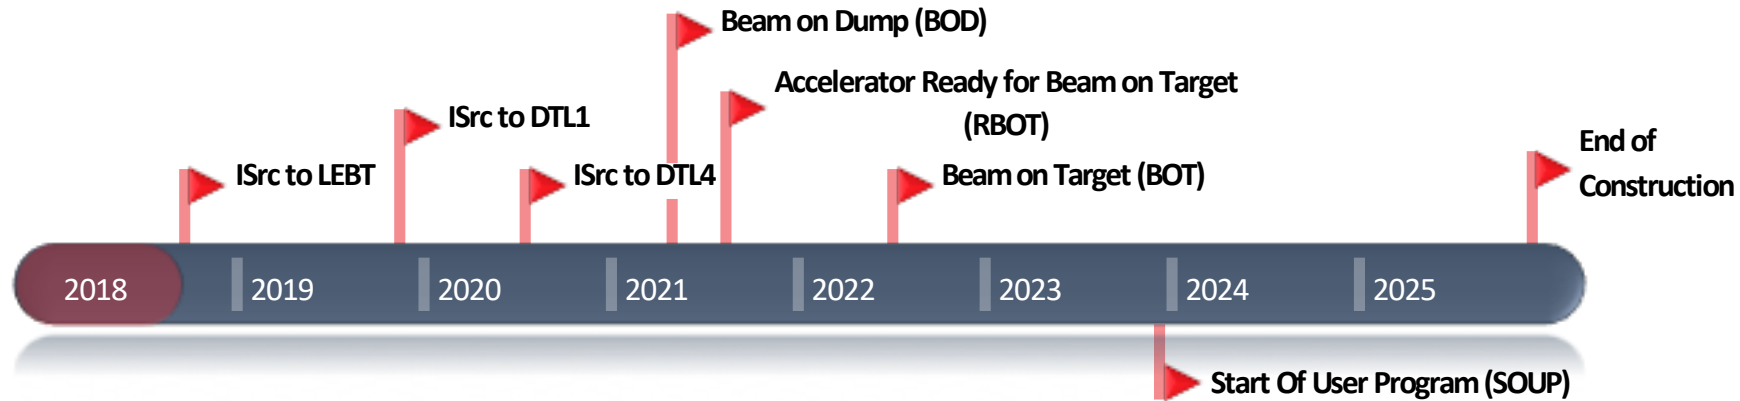 Beam on Dump (BOD)
Accelerator Ready for Beam on Target
(RBOT)
ISrc to DTL1
End of
Construction
ISrc to LEBT
ISrc to DTL4
Beam on Target (BOT)
2018
2019
2020
2021
2022
2023
2024
2025
Start Of User Program (SOUP)